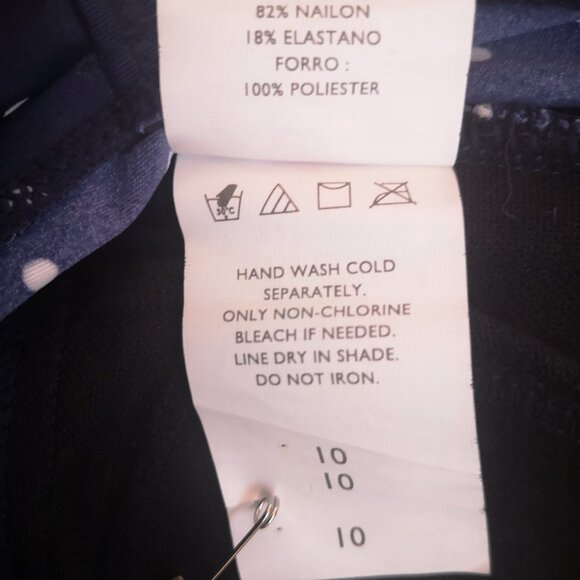 82% NAILON
18% ELASTANO
FORRO :
100% POLIESTER
30°C
HAND WASH COLD
SEPARATELY.
ONLY NON-CHLORINE
BLEACH IF NEEDED.
LINE DRY IN SHADE.
DO NOT IRON.
10
10
10